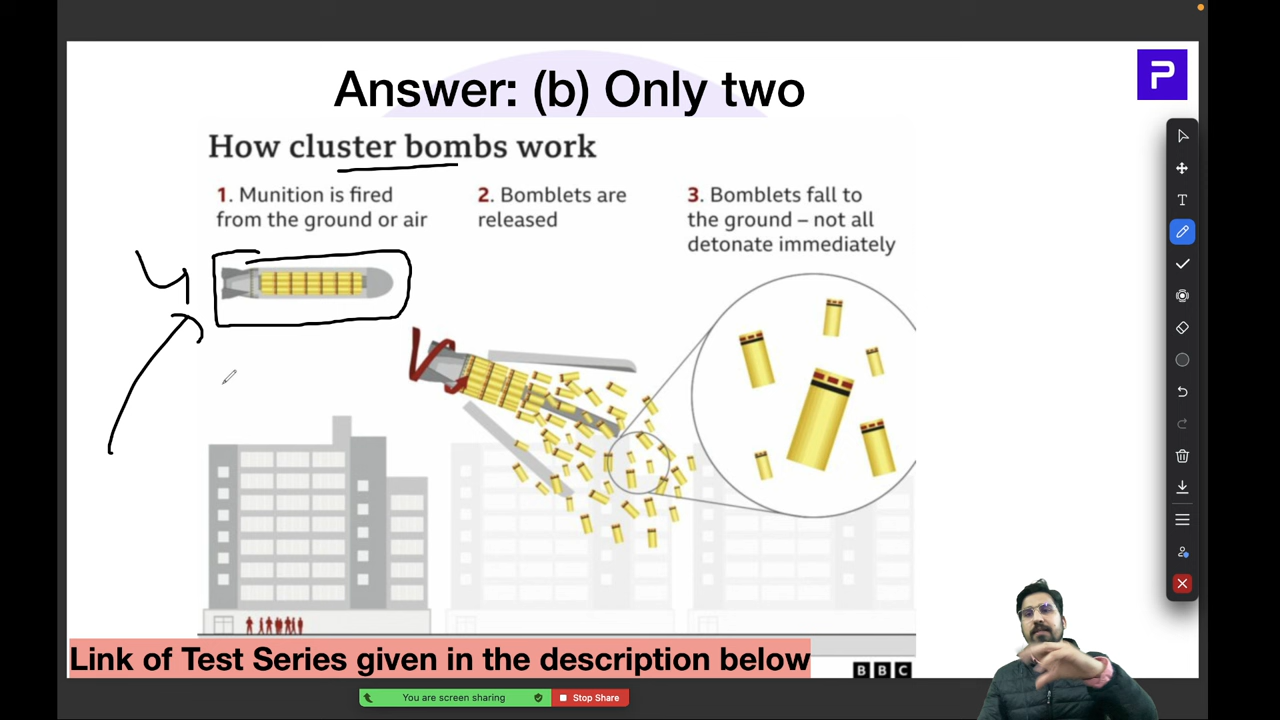 Answer: (b) Only two
How cluster bombs work
1. Munition is fired
from the ground or air
2. Bomblets are
released
3. Bomblets fall to
the ground – not all
detonate immediately
Link of Test Series given in the description below
BBC
You are screen sharing
Stop Share